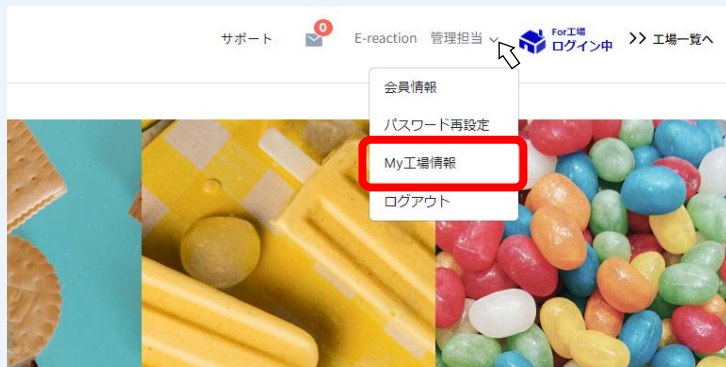 サポート 0 E-reaction 管理担当 For工場 ログイン中 >> 工場一覧へ
会員情報
パスワード再設定
My工場情報
ログアウト